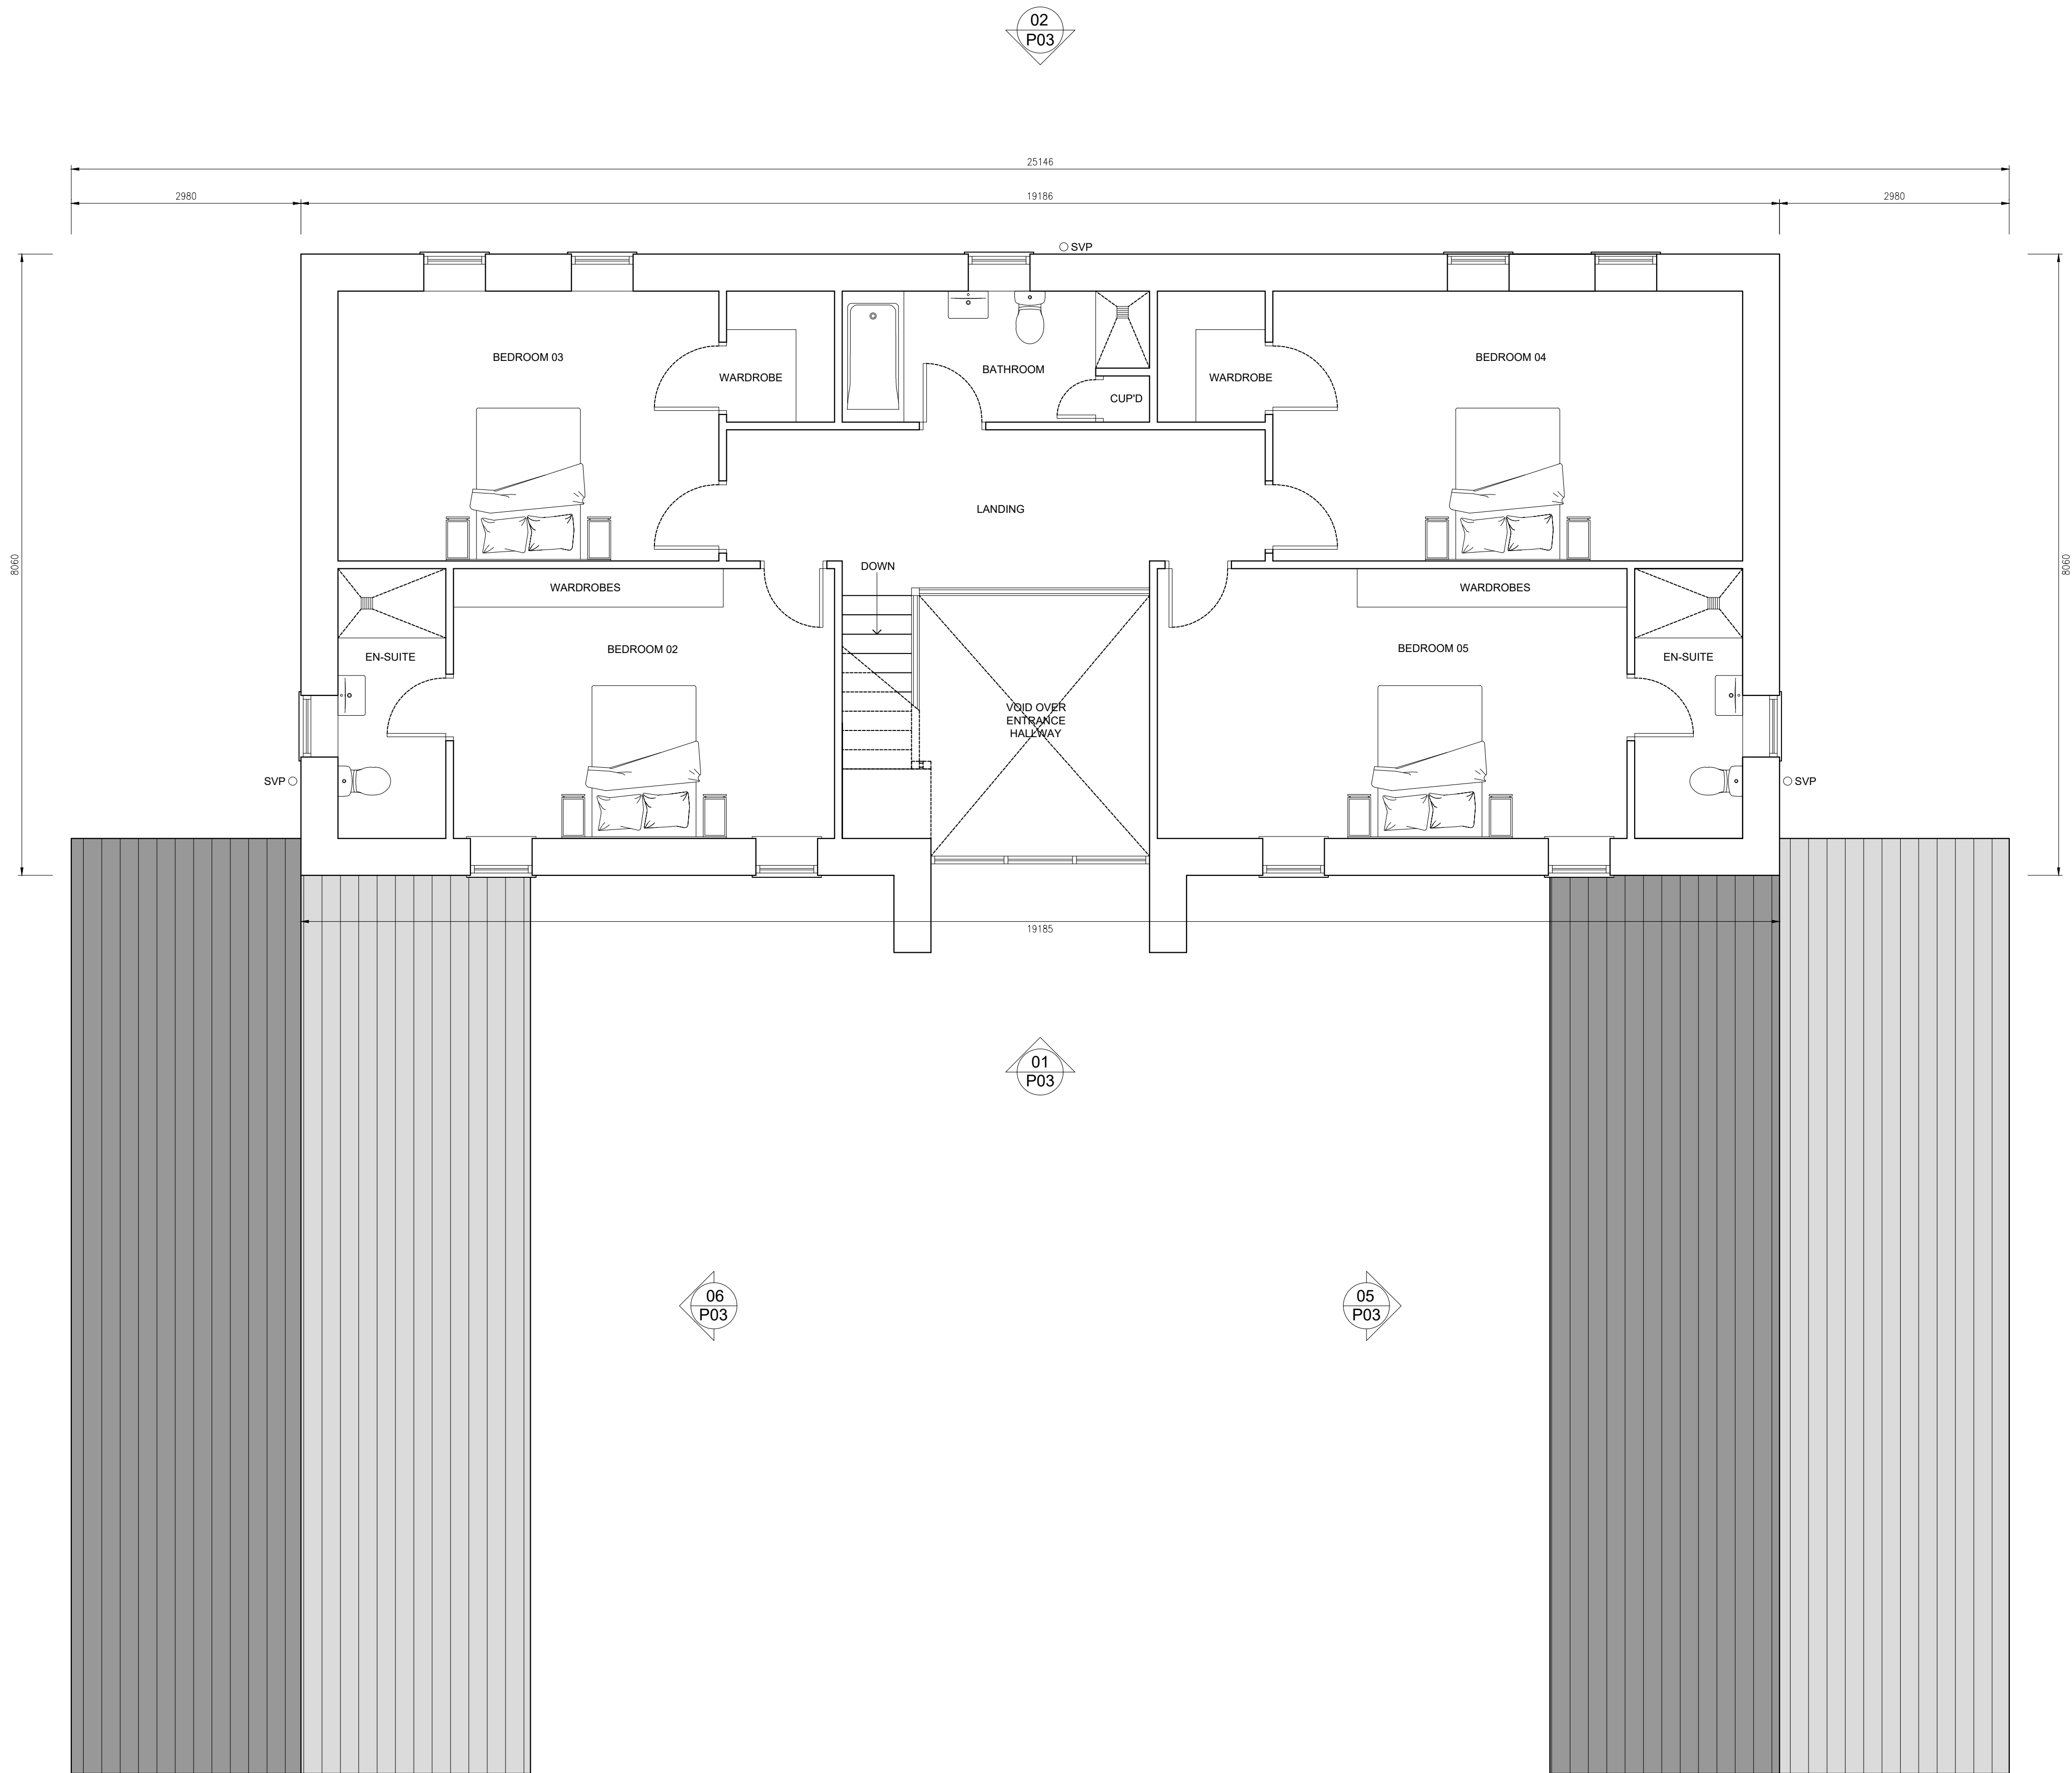 02
P03
25146
2980
19186
2980
SVP
BEDROOM 03
BEDROOM 04
BATHROOM
WARDROBE
WARDROBE
CUP'D
LANDING
8060
8060
DOWN
WARDROBES
WARDROBES
BEDROOM 02
BEDROOM 05
EN-SUITE
EN-SUITE
VOID OVER
ENTRANCE
HALLWAY
SVP
SVP
19185
01
P03
06
P03
05
P03